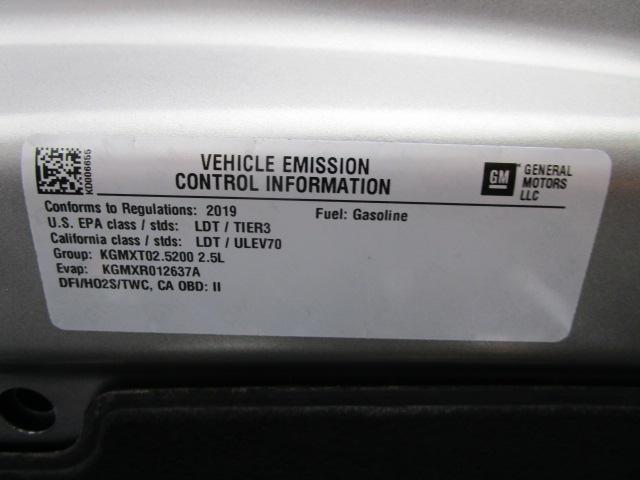 VEHICLE EMISSION
CONTROL INFORMATION
GM GENERAL
MOTORS
LLC
Conforms to Regulations: 2019 Fuel: Gasoline
U.S. EPA class / stds: LDT / TIER3
California class / stds: LDT / ULEV70
Group: KGMXT02.5200 2.5L
Evap: KGMXR012637A
DFI/HO2S/TWC, CA OBD: II